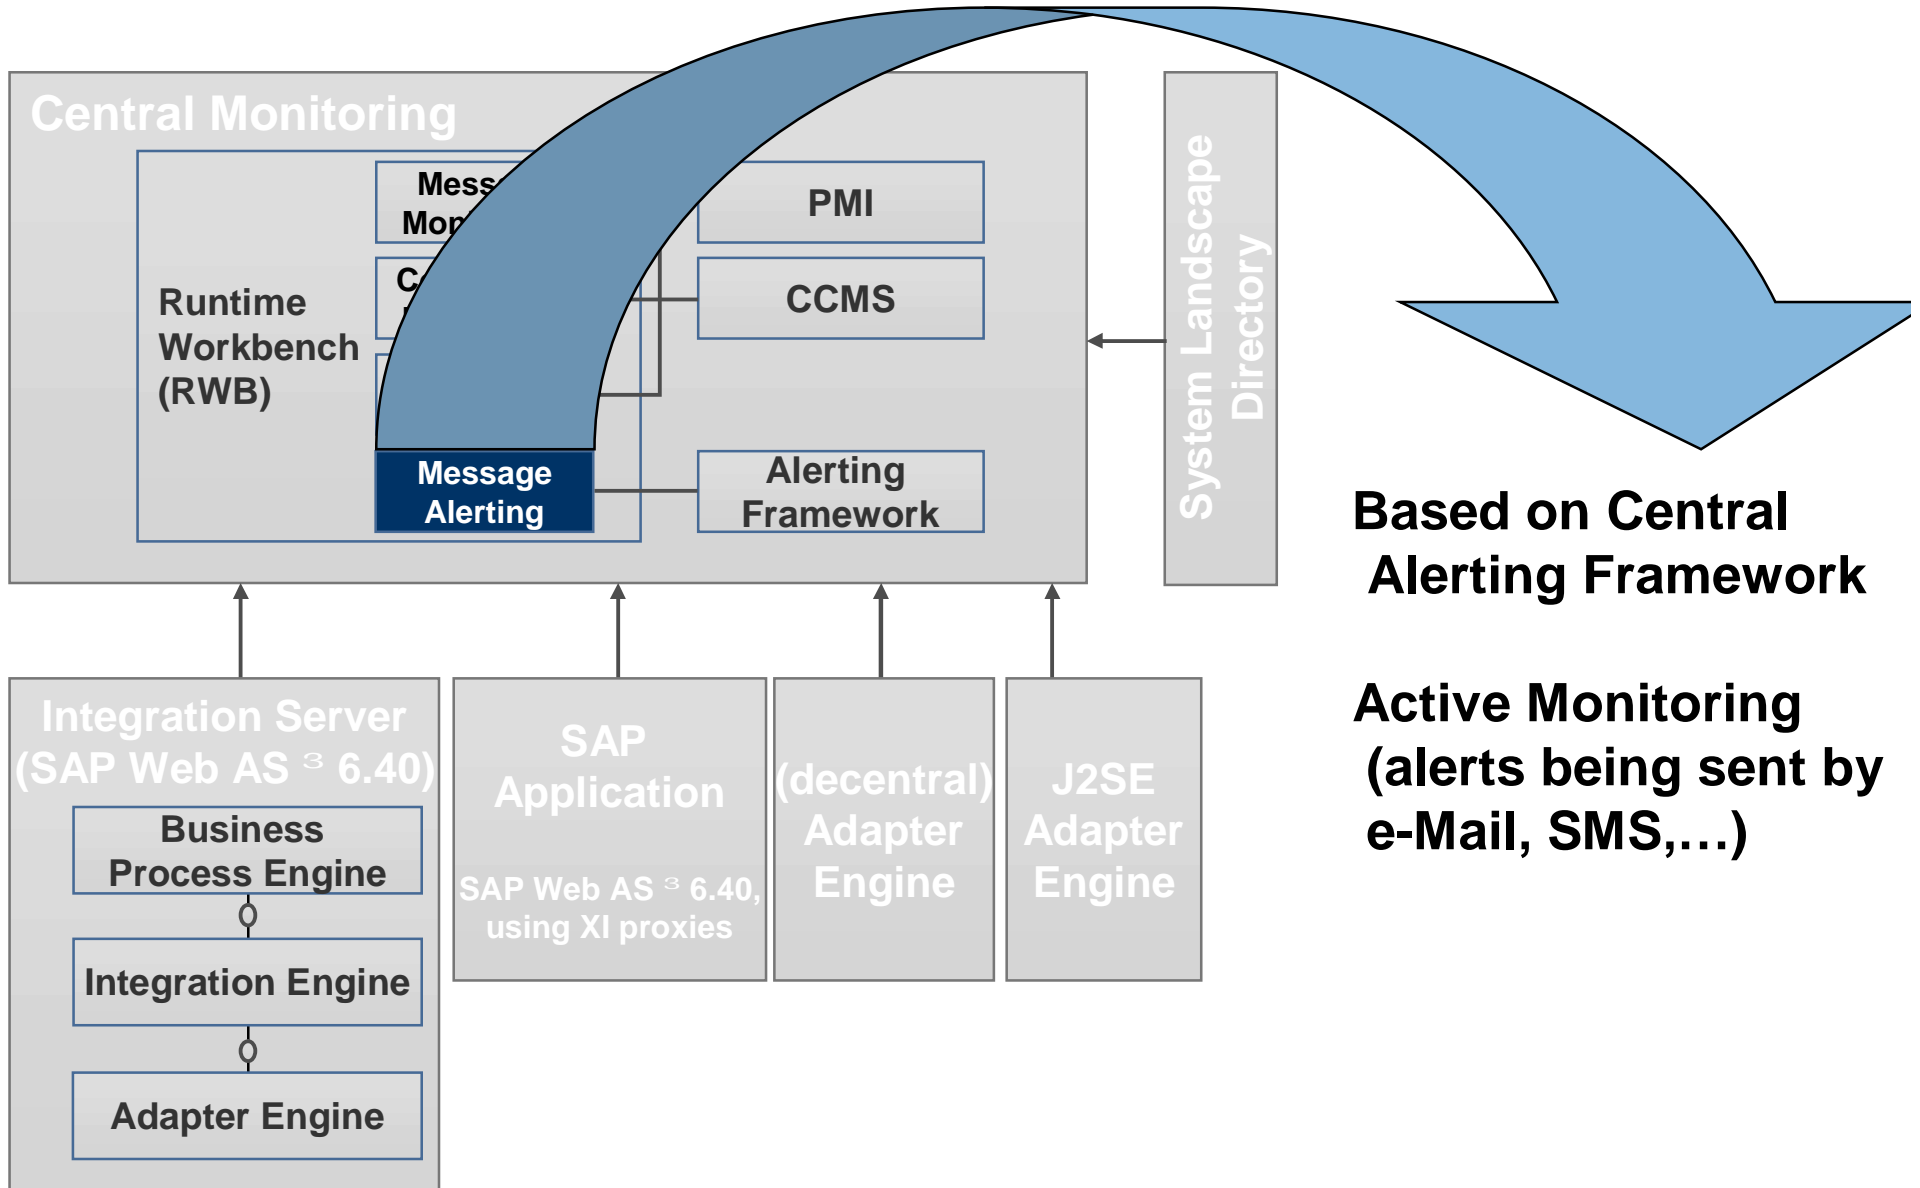 Central Monitoring
Runtime
Workbench
(RWB)
PMI
CCMS
Message
Alerting
Alerting
Framework
System Landscape
Directory
Based on Central
Alerting Framework
Active Monitoring
(alerts being sent by
e-Mail, SMS,…)
Integration Server
(SAP Web AS ³ 6.40)
Business
Process Engine
Integration Engine
Adapter Engine
SAP
Application
SAP Web AS ³ 6.40,
using XI proxies
(decentral)
Adapter
Engine
J2SE
Adapter
Engine